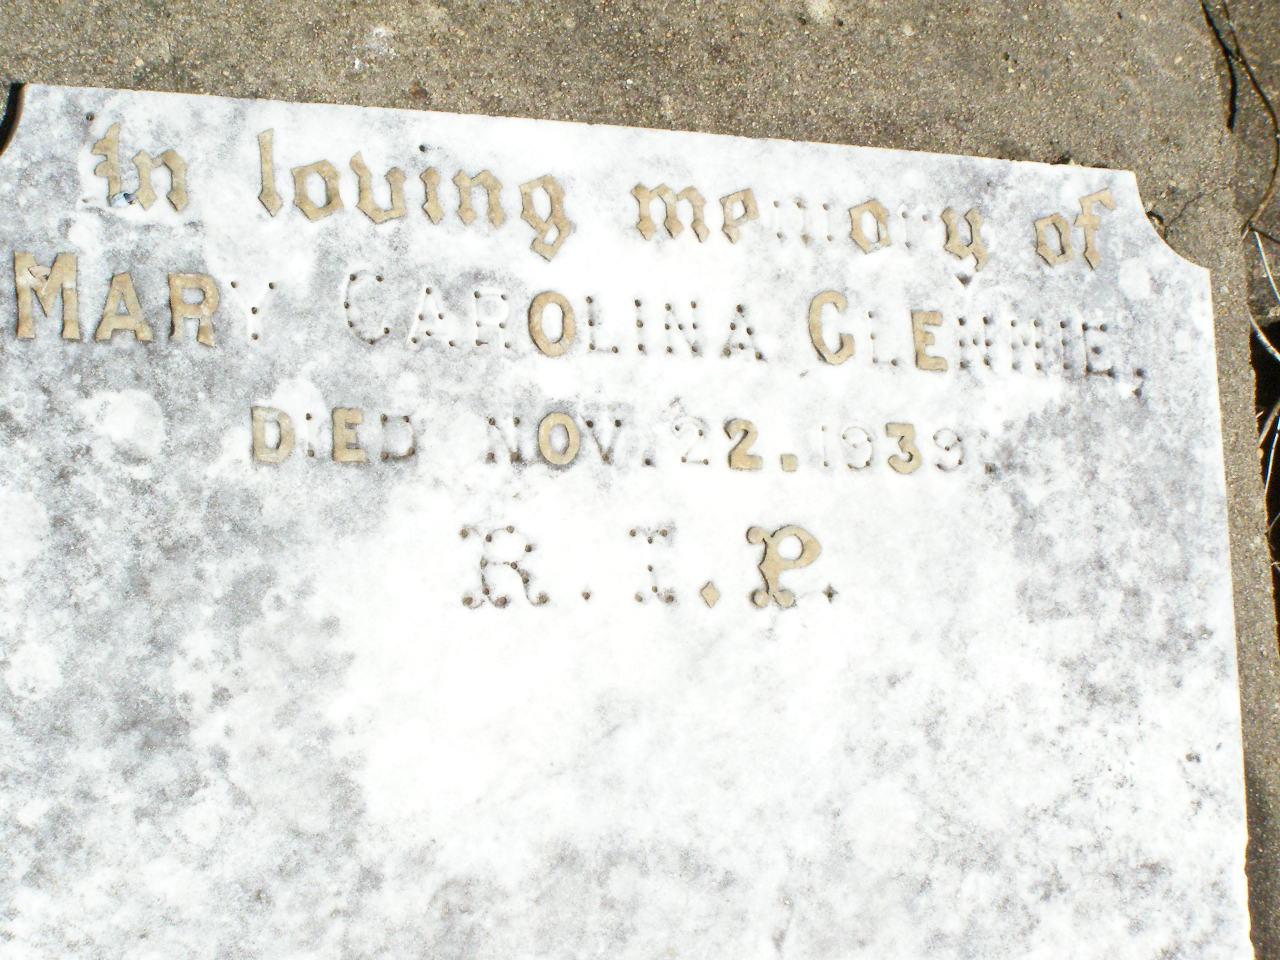 In loving memory of
MARY CAROLINA GLENNIE,
DIED NOV. 22. 1939.
R.I.P.